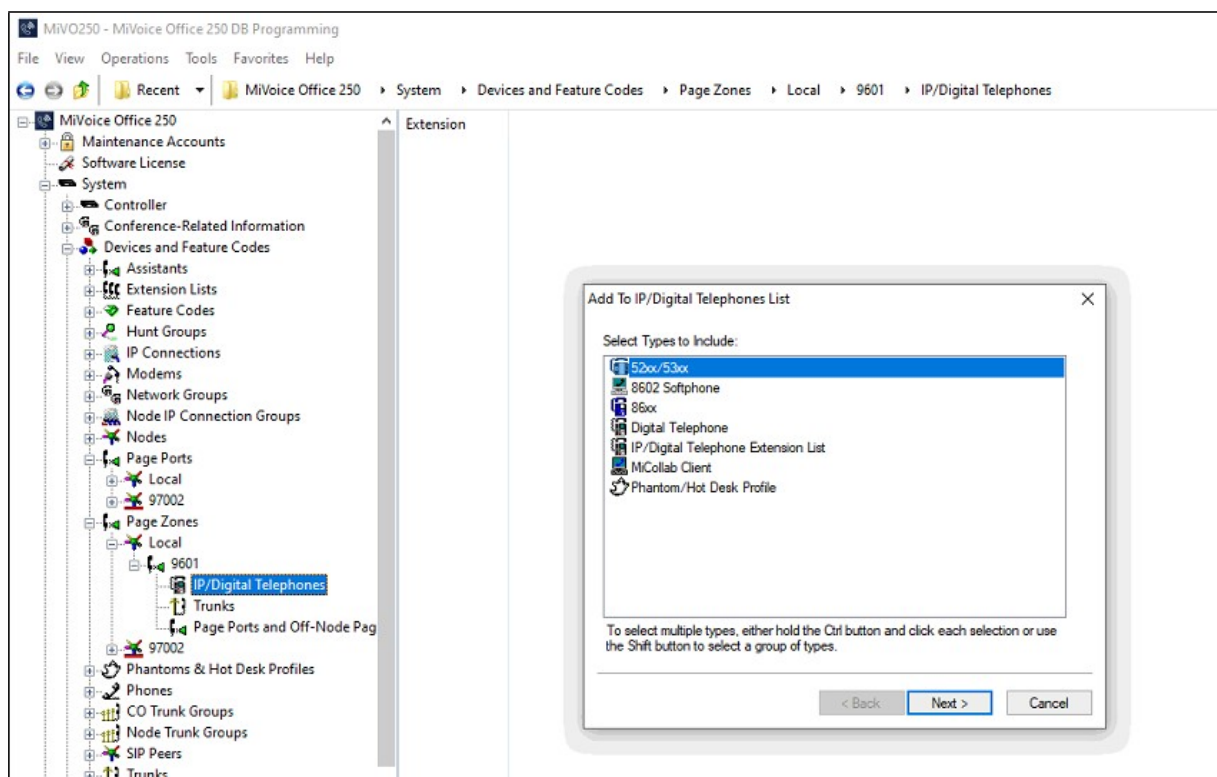 MiVO250 - MiVoice Office 250 DB Programming
File View Operations Tools Favorites Help
Recent MiVoice Office 250 System Devices and Feature Codes Page Zones Local 9601 IP/Digital Telephones
MiVoice Office 250
Maintenance Accounts
Software License
System
Controller
Conference-Related Information
Devices and Feature Codes
Assistants
Extension Lists
Feature Codes
Hunt Groups
IP Connections
Modems
Network Groups
Node IP Connection Groups
Nodes
Page Ports
Local
97002
Page Zones
Local
9601
IP/Digital Telephones
Trunks
Page Ports and Off-Node Pag
97002
Phantoms & Hot Desk Profiles
Phones
CO Trunk Groups
Node Trunk Groups
SIP Peers
Trunks
Extension
Add To IP/Digital Telephones List
Select Types to Include:
52xx/53xx
8602 Softphone
86xx
Digital Telephone
IP/Digital Telephone Extension List
MiCollab Client
Phantom/Hot Desk Profile
To select multiple types, either hold the Ctrl button and click each selection or use
the Shift button to select a group of types.
< Back Next > Cancel